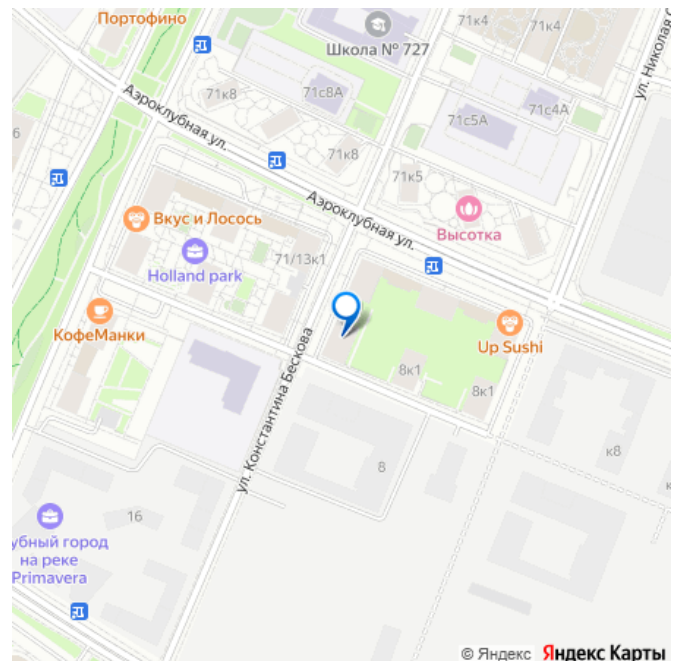 Портофино
71к4
71к4
Школа № 727
ул. Николая С
71к8
71с8А
71с4А
71с5А
Аэроклубная ул.
6
71к8
71к5
Вкус и Лосось
Аэроклубная ул.
Высотка
71/13к1
Holland park
КофеМанки
Up Sushi
8к1
8к1
ул. Константина Бескова
к8
8
16
убный город
на реке
Primavera
© Яндекс Яндекс Карты